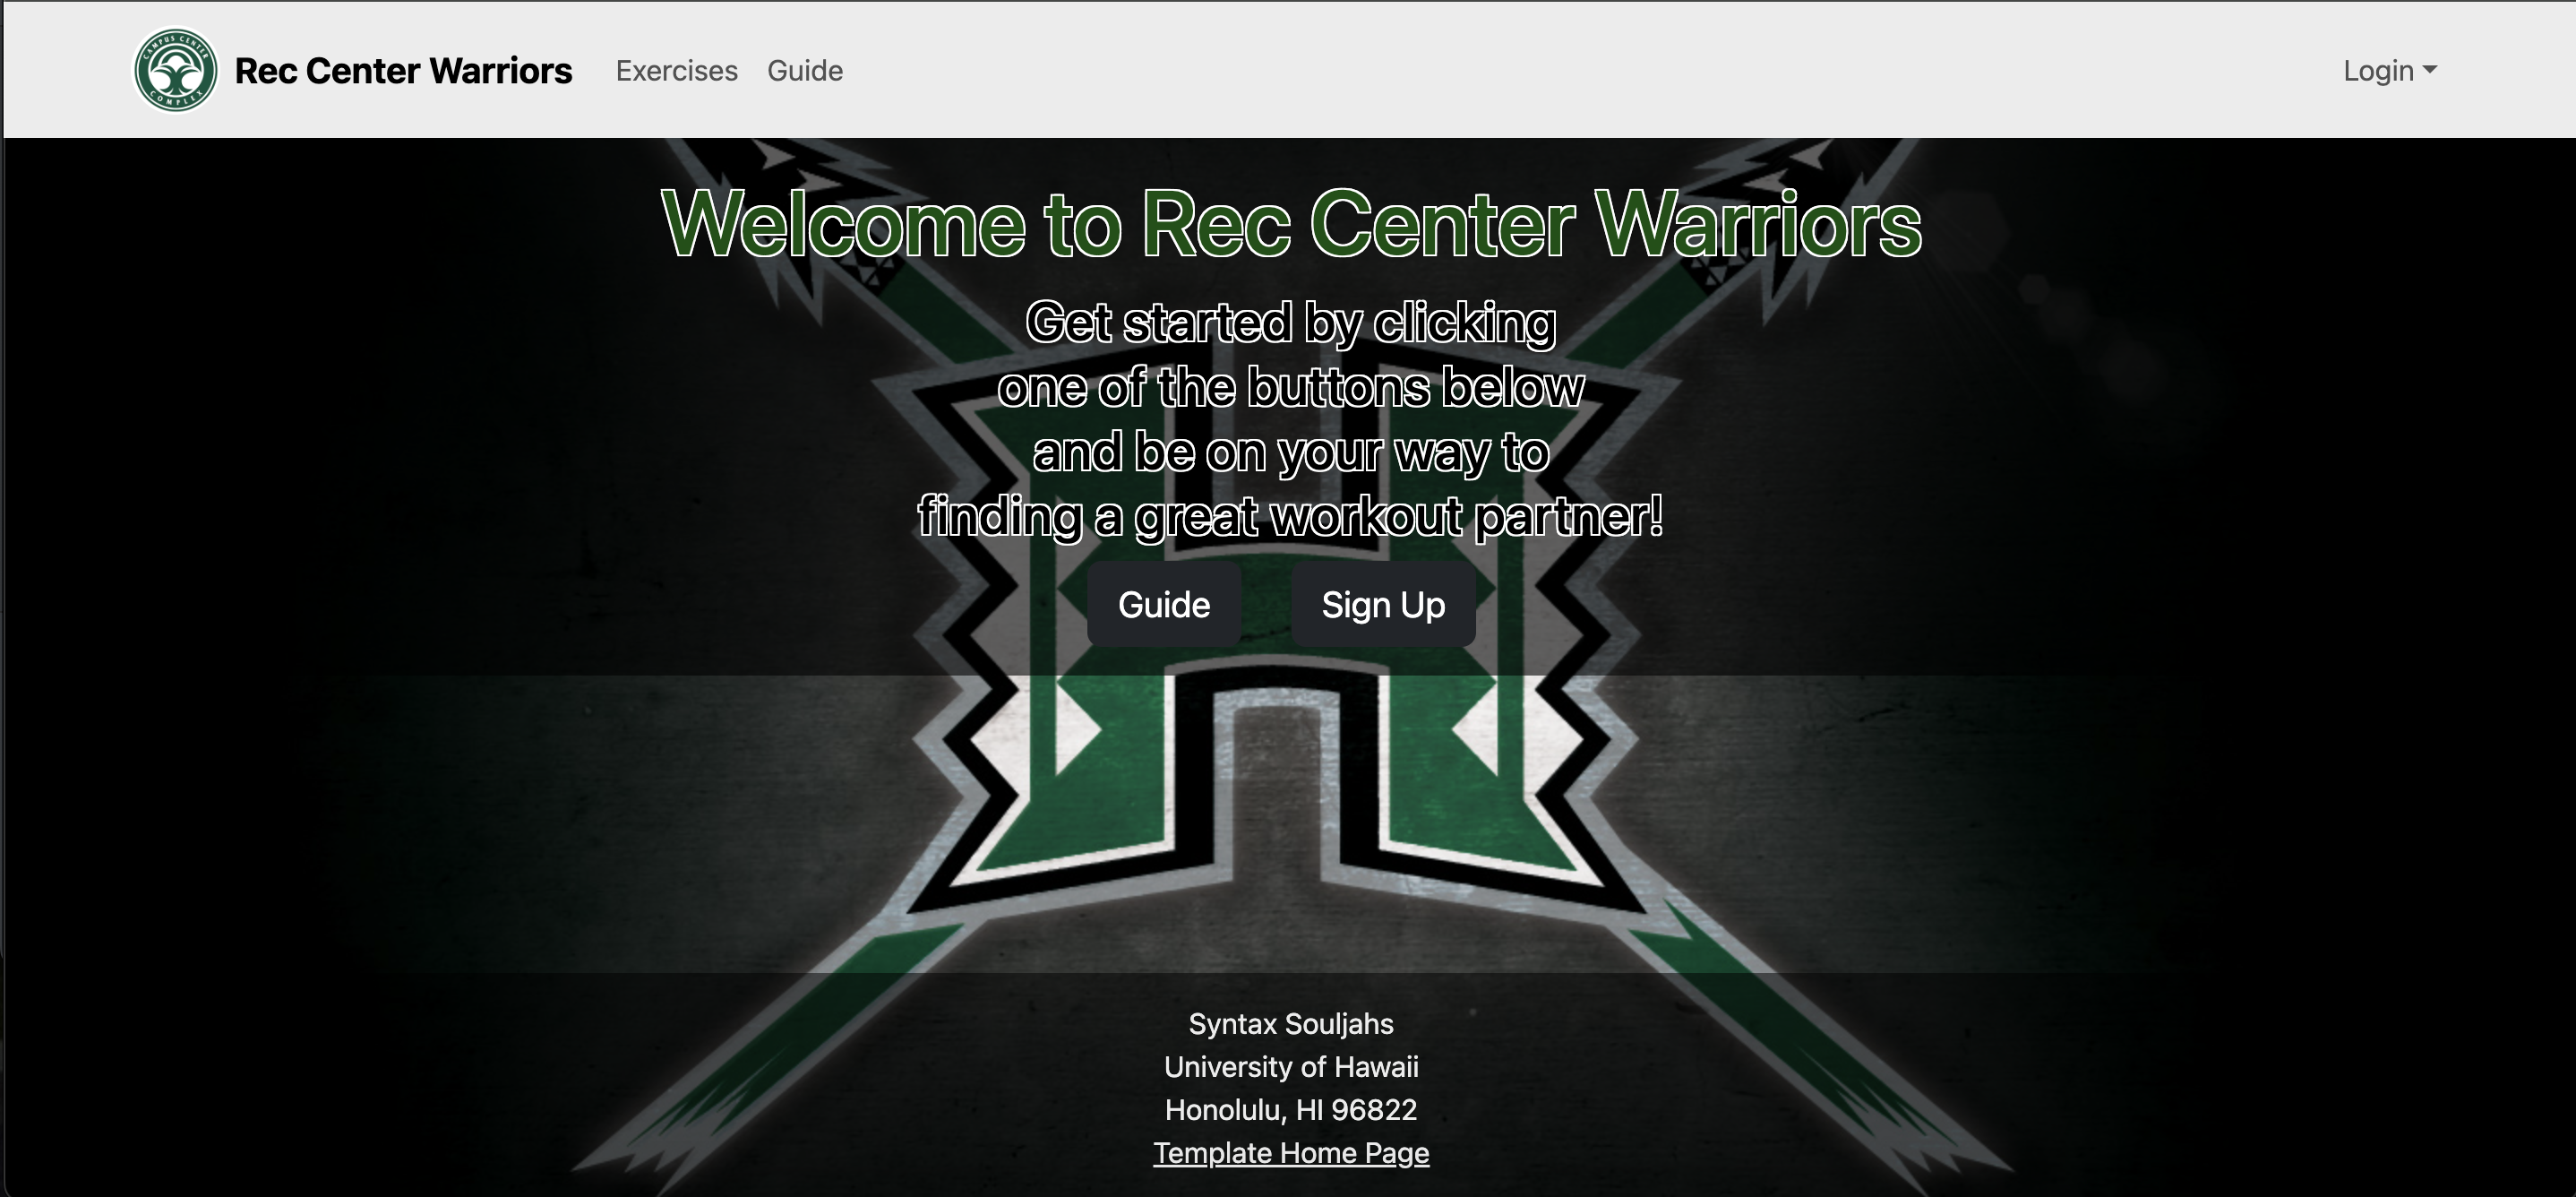 CAMPUS CENTER
COMPLEX
Rec Center Warriors
Exercises
Guide
Login
Welcome to Rec Center Warriors
Get started by clicking
one of the buttons below
and be on your way to
finding a great workout partner!
Guide
Sign Up
Syntax Souljahs
University of Hawaii
Honolulu, HI 96822
Template Home Page